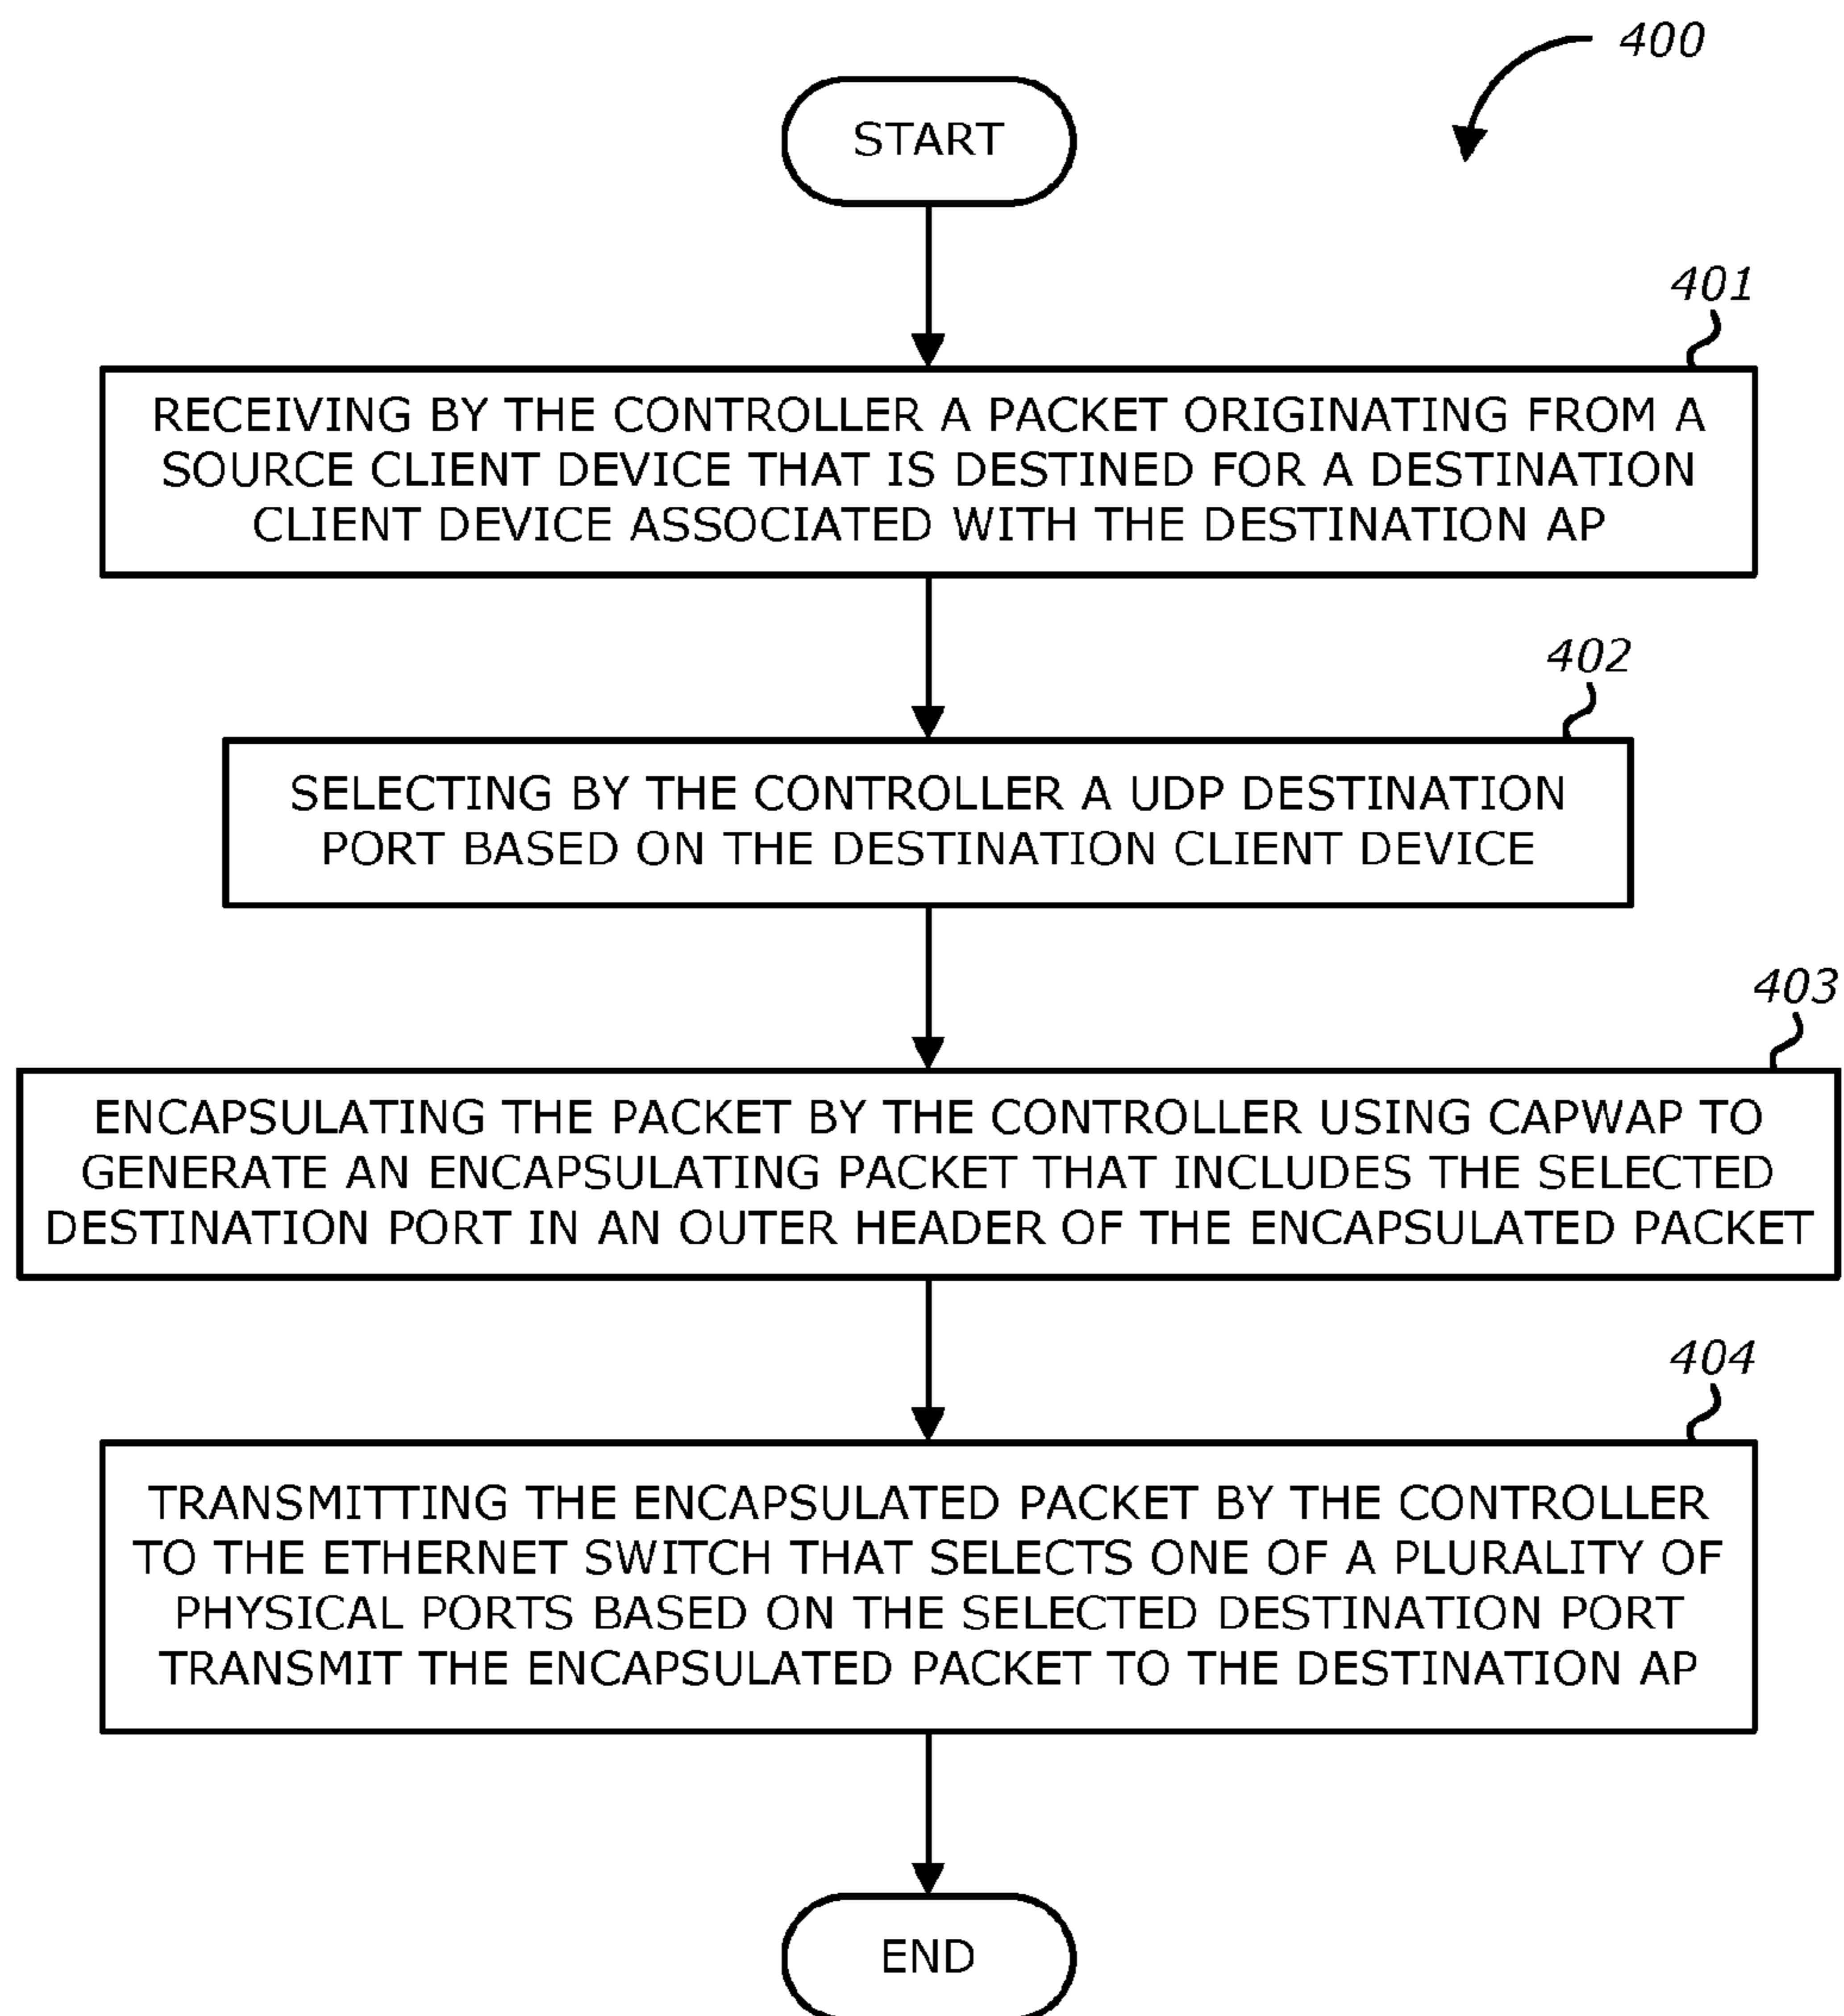 400
START
401
RECEIVING BY THE CONTROLLER A PACKET ORIGINATING FROM A
SOURCE CLIENT DEVICE THAT IS DESTINED FOR A DESTINATION
CLIENT DEVICE ASSOCIATED WITH THE DESTINATION AP
402
SELECTING BY THE CONTROLLER A UDP DESTINATION
PORT BASED ON THE DESTINATION CLIENT DEVICE
403
ENCAPSULATING THE PACKET BY THE CONTROLLER USING CAPWAP TO
GENERATE AN ENCAPSULATING PACKET THAT INCLUDES THE SELECTED
DESTINATION PORT IN AN OUTER HEADER OF THE ENCAPSULATED PACKET
404
TRANSMITTING THE ENCAPSULATED PACKET BY THE CONTROLLER
TO THE ETHERNET SWITCH THAT SELECTS ONE OF A PLURALITY OF
PHYSICAL PORTS BASED ON THE SELECTED DESTINATION PORT
TRANSMIT THE ENCAPSULATED PACKET TO THE DESTINATION AP
END